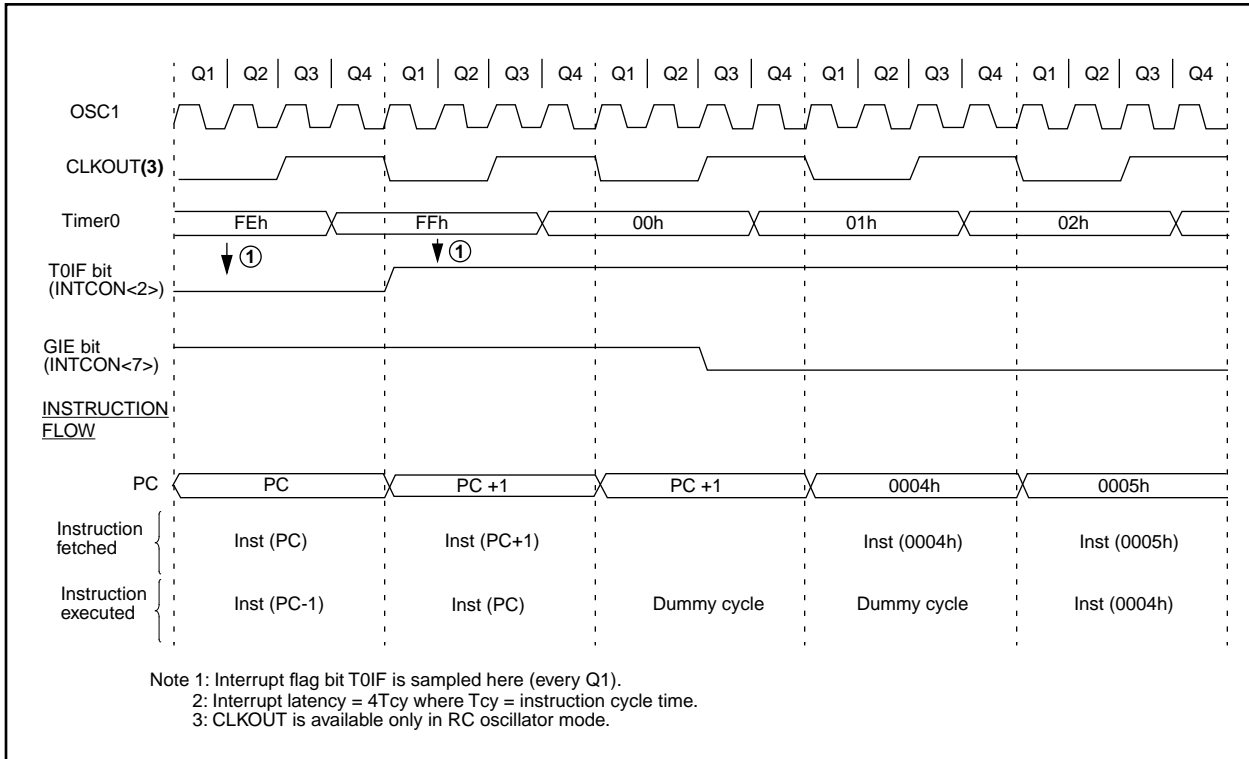 Q1 Q2 Q3 Q4 Q1 Q2 Q3 Q4 Q1 Q2 Q3 Q4 Q1 Q2 Q3 Q4 Q1 Q2 Q3 Q4
OSC1
CLKOUT(3)
Timer0 FEh FFh 00h 01h 02h
① ①
T0IF bit
(INTCON<2>)
GIE bit
(INTCON<7>)
INSTRUCTION
FLOW
PC PC PC +1 PC +1 0004h 0005h
Instruction
fetched
Inst (PC) Inst (PC+1) Inst (0004h) Inst (0005h)
Instruction
executed
Inst (PC-1) Inst (PC) Dummy cycle Dummy cycle Inst (0004h)
Note 1: Interrupt flag bit T0IF is sampled here (every Q1).
2: Interrupt latency = 4Tcy where Tcy = instruction cycle time.
3: CLKOUT is available only in RC oscillator mode.